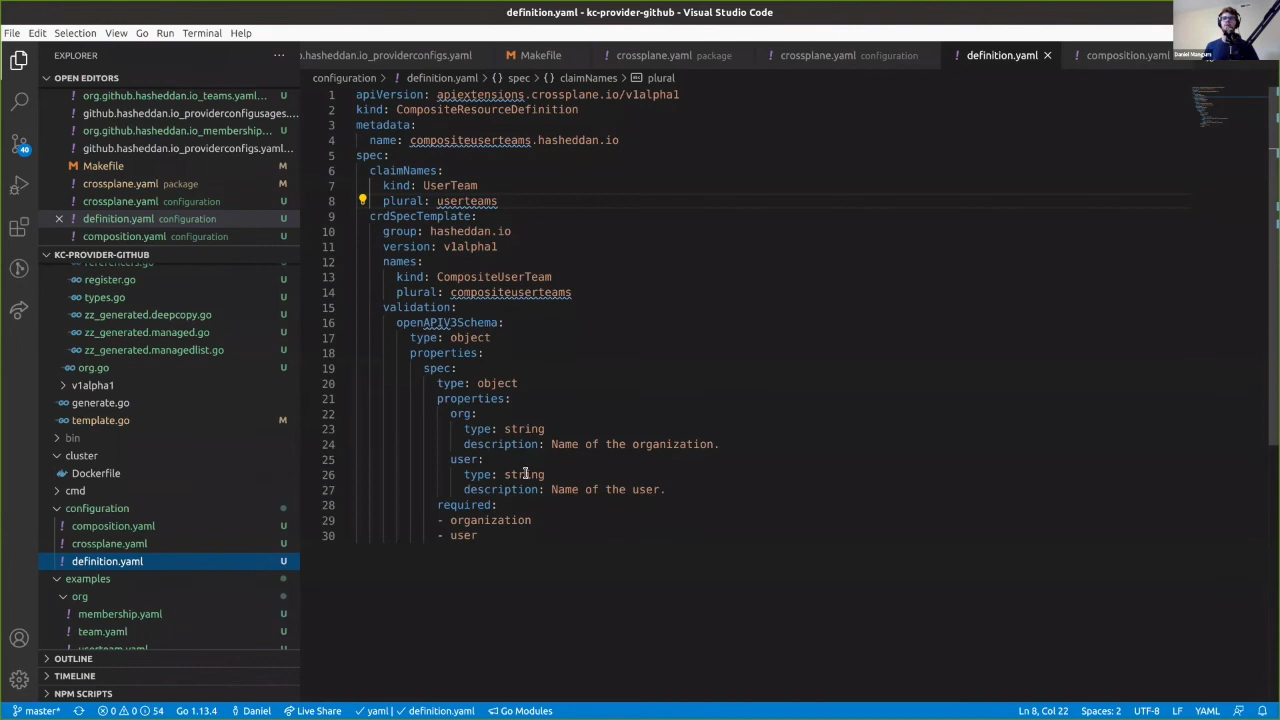 definition.yaml - kc-provider-github - Visual Studio Code
File Edit Selection View Go Run Terminal Help
Daniel Mangum
EXPLORER ···
OPEN EDITORS
org.github.hasheddan.io_teams.yaml... U
github.hasheddan.io_providerconfigusages....
org.github.hasheddan.io_membership... U
github.hasheddan.io_providerconfigs.yaml...
Makefile M
crossplane.yaml package M
crossplane.yaml configuration U
definition.yaml configuration U
composition.yaml configuration U
KC-PROVIDER-GITHUB
register.go U
types.go U
zz_generated.deepcopy.go U
zz_generated.managed.go U
zz_generated.managedlist.go U
org.go U
v1alpha1
generate.go
template.go M
bin
cluster
Dockerfile
cmd
configuration
composition.yaml U
crossplane.yaml U
definition.yaml U
examples
org
membership.yaml U
team.yaml U
OUTLINE
TIMELINE
NPM SCRIPTS
40
b.hasheddan.io_providerconfigs.yaml Makefile crossplane.yaml package crossplane.yaml configuration definition.yaml composition.yaml
configuration > definition.yaml > {} spec > {} claimNames > plural
1 apiVersion: apiextensions.crossplane.io/v1alpha1
2 kind: CompositeResourceDefinition
3 metadata:
4 name: compositeuserteams.hasheddan.io
5 spec:
6 claimNames:
7 kind: UserTeam
8 plural: userteams
9 crdSpecTemplate:
10 group: hasheddan.io
11 version: v1alpha1
12 names:
13 kind: CompositeUserTeam
14 plural: compositeuserteams
15 validation:
16 openAPIV3Schema:
17 type: object
18 properties:
19 spec:
20 type: object
21 properties:
22 org:
23 type: string
24 description: Name of the organization.
25 user:
26 type: string
27 description: Name of the user.
28 required:
29 - organization
30 - user
master* 0 0 54 Go 1.13.4 Daniel Live Share yaml | definition.yaml Go Modules Ln 8, Col 22 Spaces: 2 UTF-8 LF YAML